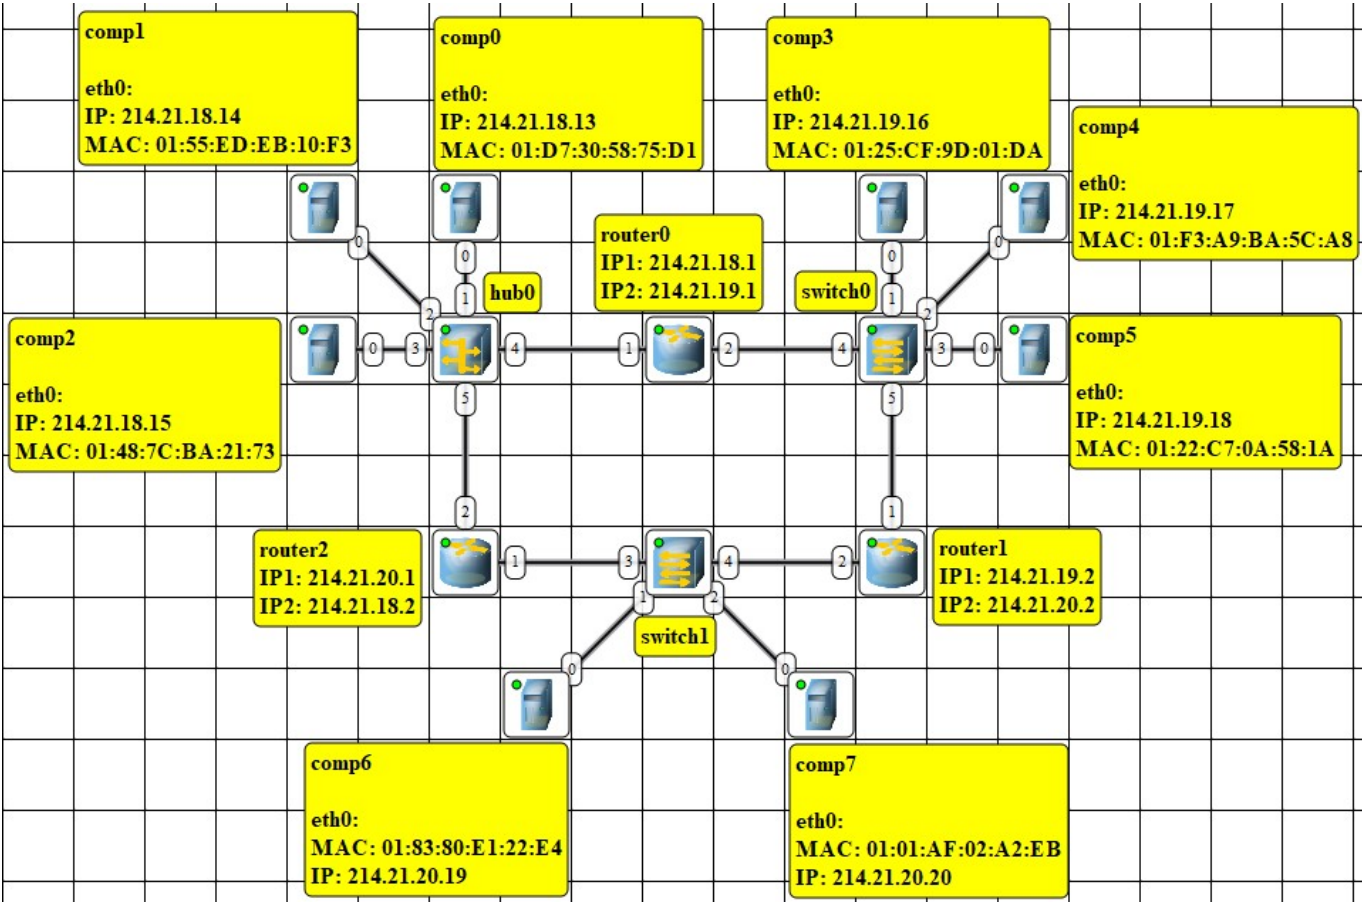 comp1
eth0:
IP: 214.21.18.14
MAC: 01:55:ED:EB:10:F3
comp0
eth0:
IP: 214.21.18.13
MAC: 01:D7:30:58:75:D1
comp3
eth0:
IP: 214.21.19.16
MAC: 01:25:CF:9D:01:DA
comp4
eth0:
IP: 214.21.19.17
MAC: 01:F3:A9:BA:5C:A8
router0
IP1: 214.21.18.1
IP2: 214.21.19.1
hub0
switch0
0
0
0
0
1
2
1
2
comp2
eth0:
IP: 214.21.18.15
MAC: 01:48:7C:BA:21:73
0
3
4
1
2
4
3
0
comp5
eth0:
IP: 214.21.19.18
MAC: 01:22:C7:0A:58:1A
5
5
2
1
router2
IP1: 214.21.20.1
IP2: 214.21.18.2
1
3
4
2
router1
IP1: 214.21.19.2
IP2: 214.21.20.2
1
2
switch1
0
0
comp6
eth0:
MAC: 01:83:80:E1:22:E4
IP: 214.21.20.19
comp7
eth0:
MAC: 01:01:AF:02:A2:EB
IP: 214.21.20.20